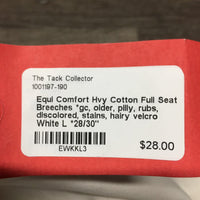 The Tack Collector
1001197-190
Equi Comfort Hvy Cotton Full Seat
Breeches *gc, older, pilly, rubs,
discolored, stains, hairy velcro
White L *28/30"
EWKKL3
$28.00